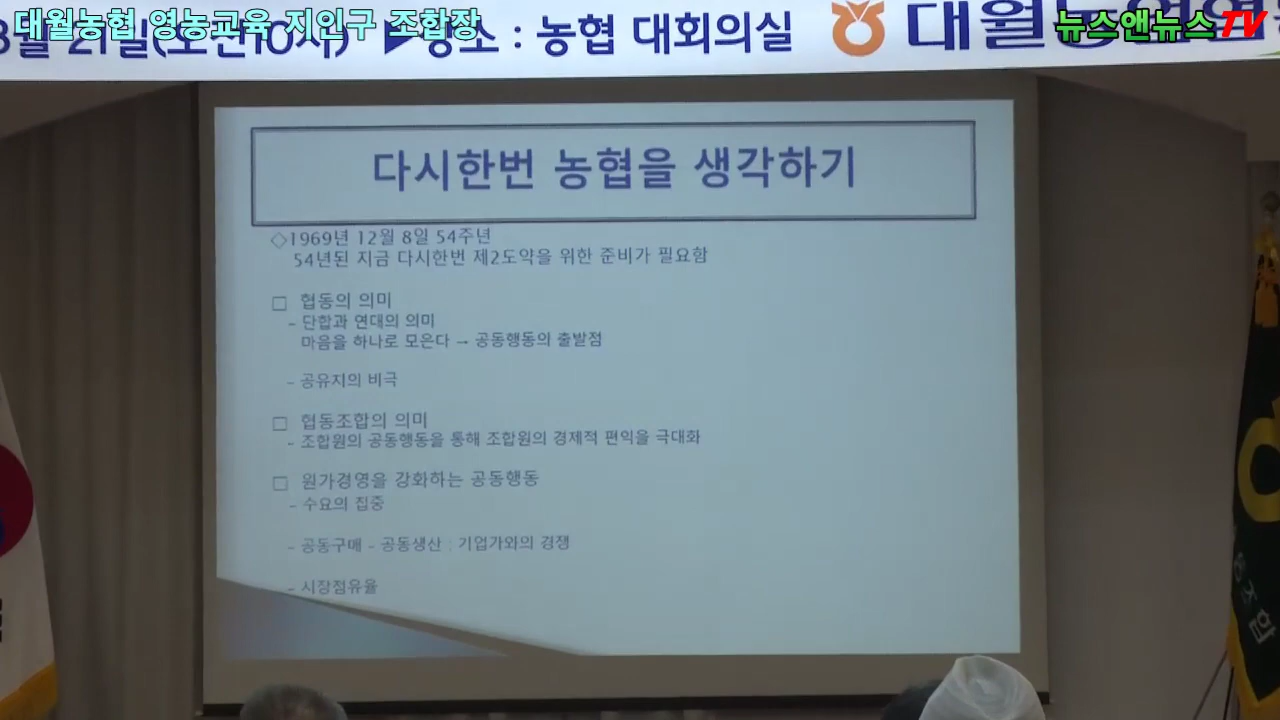 대월농협 영농교육 지인구 조합장
뉴스앤뉴스TV
▶장소 : 농협 대회의실
다시한번 농협을 생각하기
◇1969년 12월 8일 54주년
54년된 지금 다시한번 제2도약을 위한 준비가 필요함
□ 협동의 의미
- 단합과 연대의 의미
마음을 하나로 모은다 → 공동행동의 출발점
- 공유지의 비극
□ 협동조합의 의미
- 조합원의 공동행동을 통해 조합원의 경제적 편익을 극대화
□ 원가경영을 강화하는 공동행동
- 수요의 집중
- 공동구매 - 공동생산 : 기업가와의 경쟁
- 시장점유율